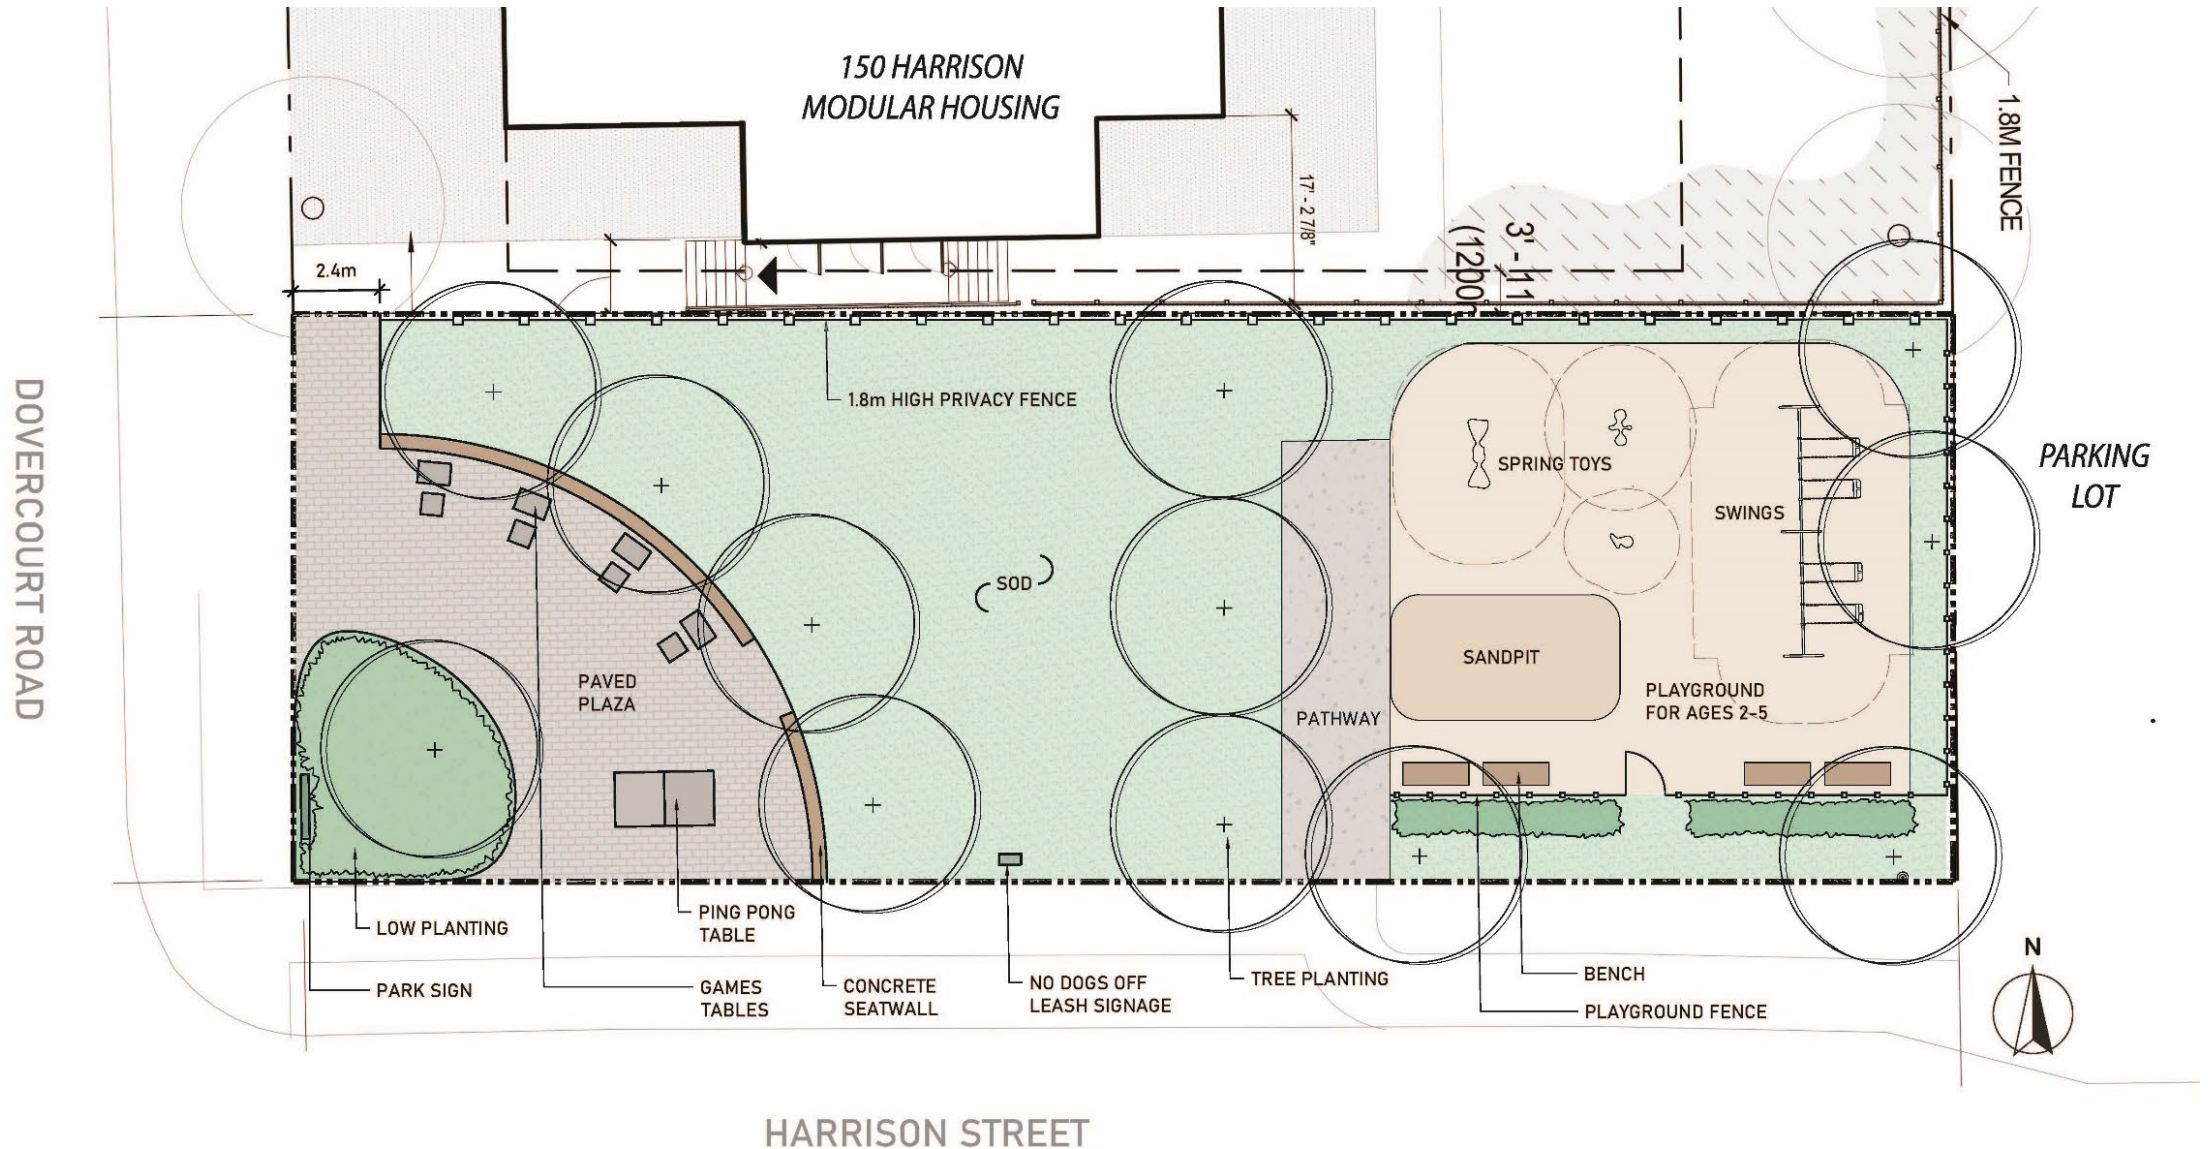 150 HARRISON
MODULAR HOUSING
1.8M FENCE
17' - 2 7/8"
3' - 11
(1200
2.4m
1.8m HIGH PRIVACY FENCE
DOVERCOURT ROAD
PARKING
LOT
SPRING TOYS
SWINGS
SOD
SANDPIT
PAVED
PLAZA
PLAYGROUND
FOR AGES 2-5
PATHWAY
LOW PLANTING
PING PONG
TABLE
PARK SIGN
GAMES
TABLES
CONCRETE
SEATWALL
NO DOGS OFF
LEASH SIGNAGE
TREE PLANTING
BENCH
PLAYGROUND FENCE
N
HARRISON STREET